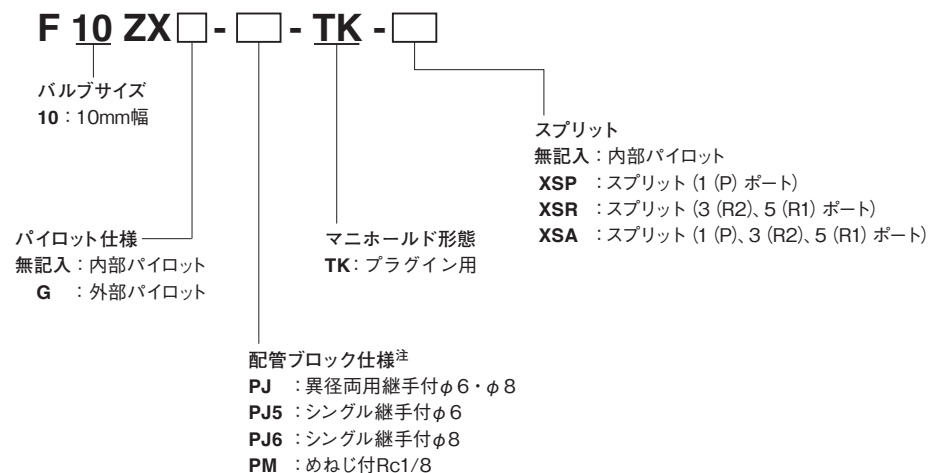 F 10 ZX□-□-TK-□
バルブサイズ
10：10mm幅
スプリット
無記入：内部パイロット
XSP：スプリット（1（P）ポート）
XSR：スプリット（3（R2）、5（R1）ポート）
XSA：スプリット（1（P）、3（R2）、5（R1）ポート）
パイロット仕様
無記入：内部パイロット
G：外部パイロット
マニホールド形態
TK：プラグイン用
配管ブロック仕様注
PJ：異径両用継手付φ6・φ8
PJ5：シングル継手付φ6
PJ6：シングル継手付φ8
PM：めねじ付Rc1/8